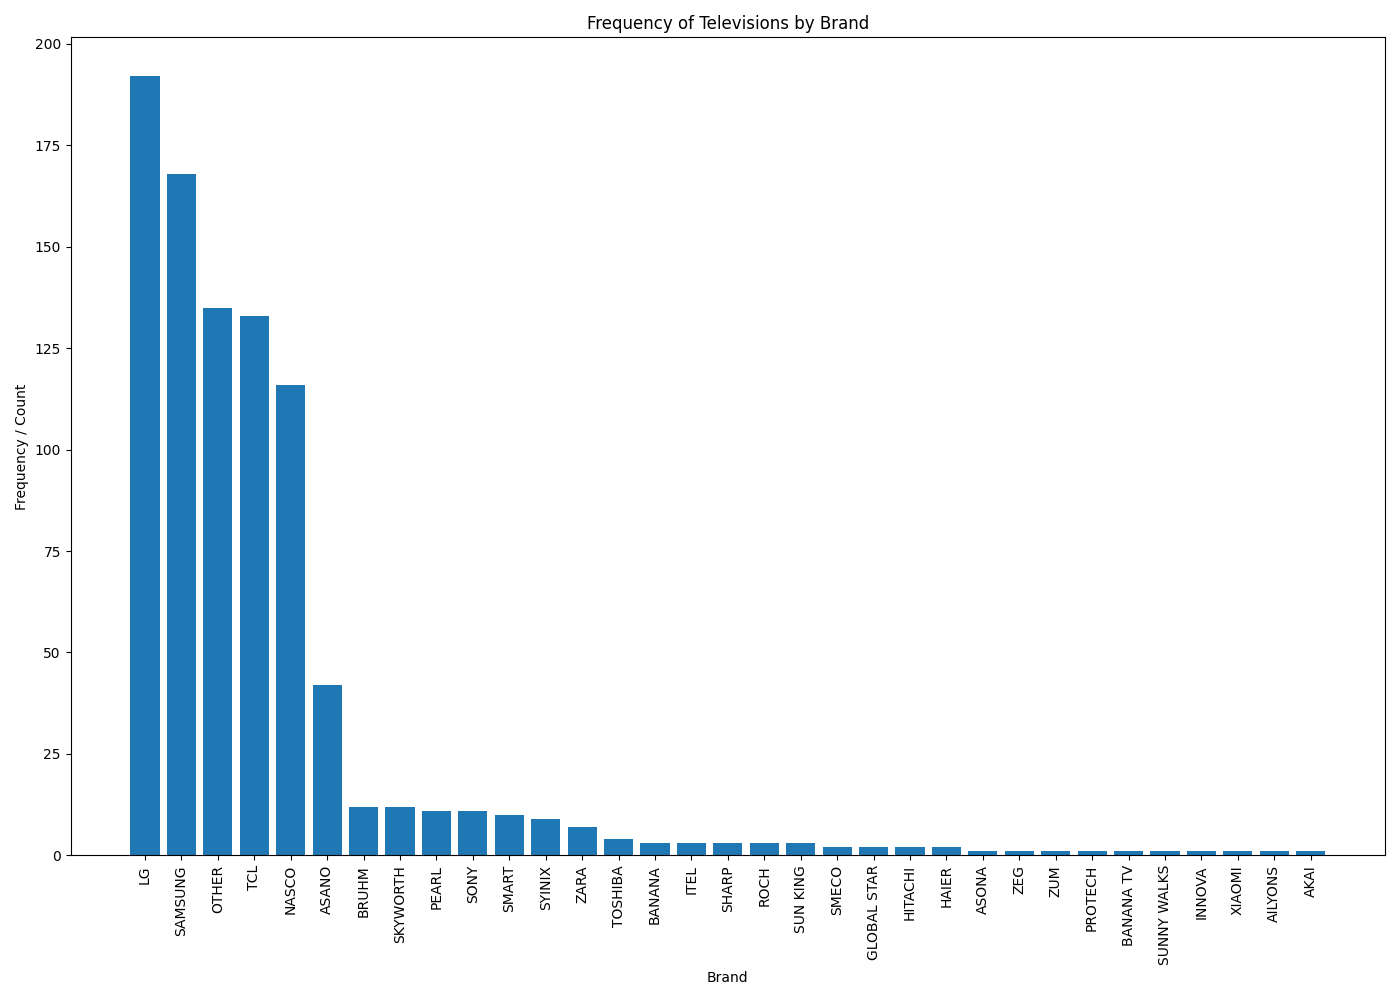 Frequency of Televisions by Brand
200
175
150
125
100
75
50
25
0
Frequency / Count
LG
SAMSUNG
OTHER
TCL
NASCO
ASANO
BRUHM
SKYWORTH
PEARL
SONY
SMART
SYINIX
ZARA
TOSHIBA
BANANA
ITEL
SHARP
ROCH
SUN KING
SMECO
GLOBAL STAR
HITACHI
HAIER
ASONA
ZEG
ZUM
PROTECH
BANANA TV
SUNNY WALKS
INNOVA
XIAOMI
AILYONS
AKAI
Brand